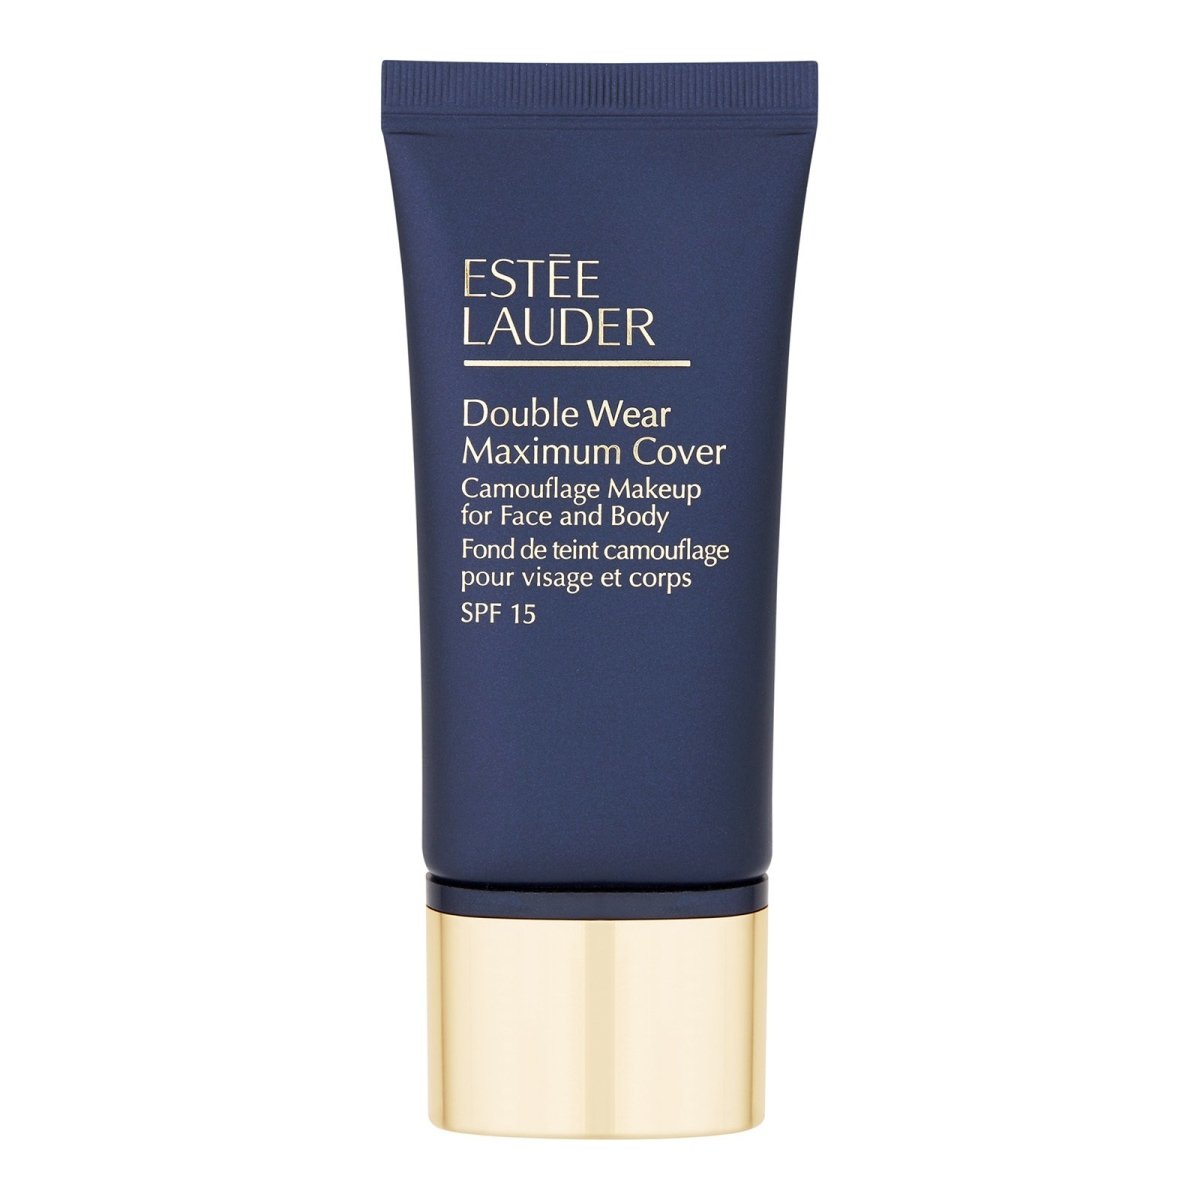 ESTĒE
LAUDER
Double Wear
Maximum Cover
Camouflage Makeup
for Face and Body
Fond de teint camouflage
pour visage et corps
SPF 15